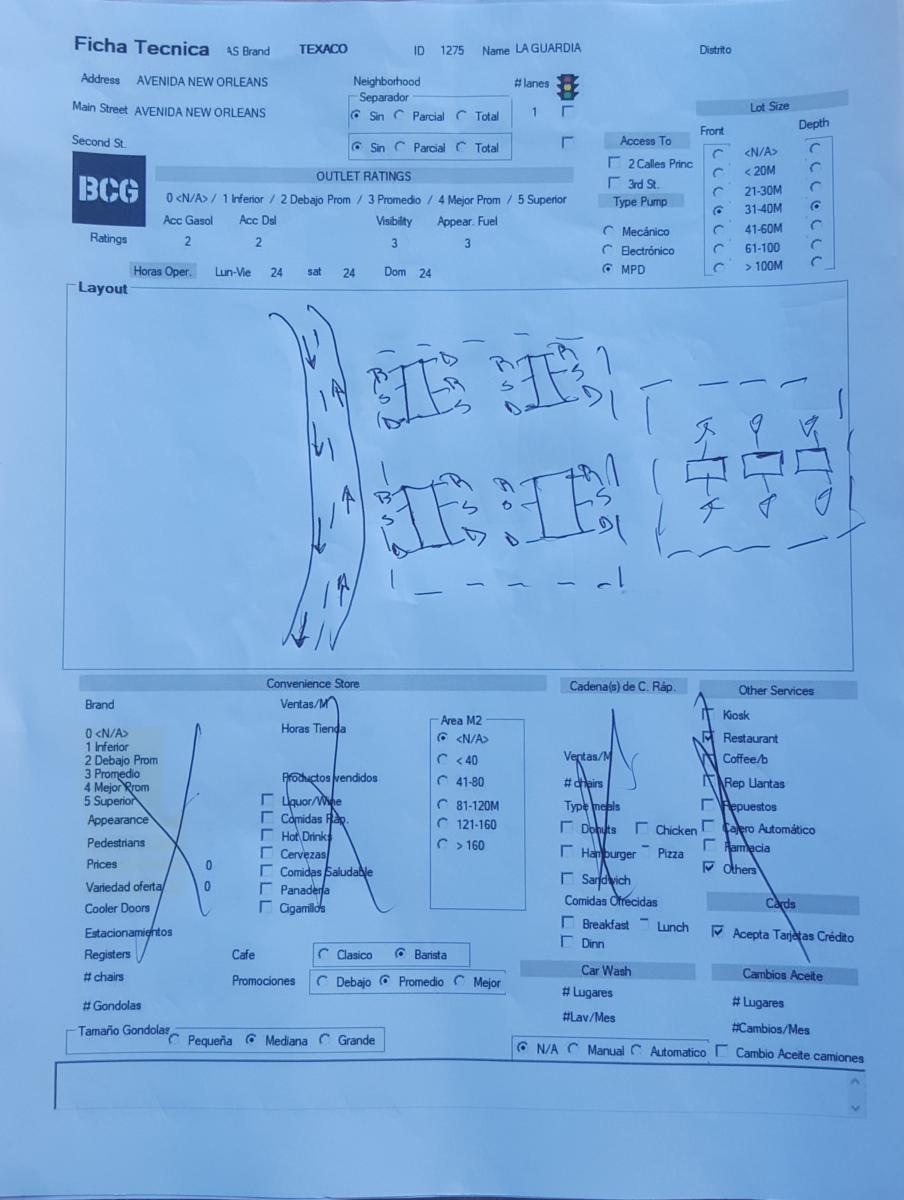 Ficha Tecnica AS Brand TEXACO ID 1275 Name LA GUARDIA Distrito
Address AVENIDA NEW ORLEANS Neighborhood # lanes
Main Street AVENIDA NEW ORLEANS Separador Sin Parcial Total 1
Second St. Sin Parcial Total
Lot Size
Front Depth
<N/A>
< 20M
21-30M
31-40M
41-60M
61-100
> 100M
Access To
2 Calles Princ
3rd St.
Type Pump
Mecánico
Electrónico
MPD
BCG
OUTLET RATINGS
0 <N/A> / 1 Inferior / 2 Debajo Prom / 3 Promedio / 4 Mejor Prom / 5 Superior
Acc Gasol Acc Dsl Visibility Appear. Fuel
Ratings 2 2 3 3
Horas Oper. Lun-Vie 24 sat 24 Dom 24
Layout
R D R R
S R S S
D S D D
R R R
S S D S
D D D D
Convenience Store
Brand
0 <N/A>
1 Inferior
2 Debajo Prom
3 Promedio
4 Mejor Prom
5 Superior
Appearance
Pedestrians
Prices 0
Variedad oferta 0
Cooler Doors
Estacionamientos
Registers
# chairs
# Gondolas
Tamaño Gondolas
Pequeña Mediana Grande
Ventas/M
Horas Tienda
Productos vendidos
Liquor/Wine
Comidas Ráp.
Hot Drinks
Cervezas
Comidas Saludable
Panaderia
Cigarrillos
Area M2
<N/A>
< 40
41-80
81-120M
121-160
> 160
Cafe Clasico Barista
Promociones Debajo Promedio Mejor
Cadena(s) de C. Ráp.
Ventas/M
# chairs
Type meals
Donuts Chicken
Hamburger Pizza
Sandwich
Comidas Ofrecidas
Breakfast Lunch
Dinn
Car Wash
# Lugares
#Lav/Mes
N/A Manual Automatico
Other Services
Kiosk
Restaurant
Coffee/b
Rep Llantas
Repuestos
Cajero Automático
Farmacia
Others
Cards
Acepta Tarjetas Crédito
Cambios Aceite
# Lugares
#Cambios/Mes
Cambio Aceite camiones